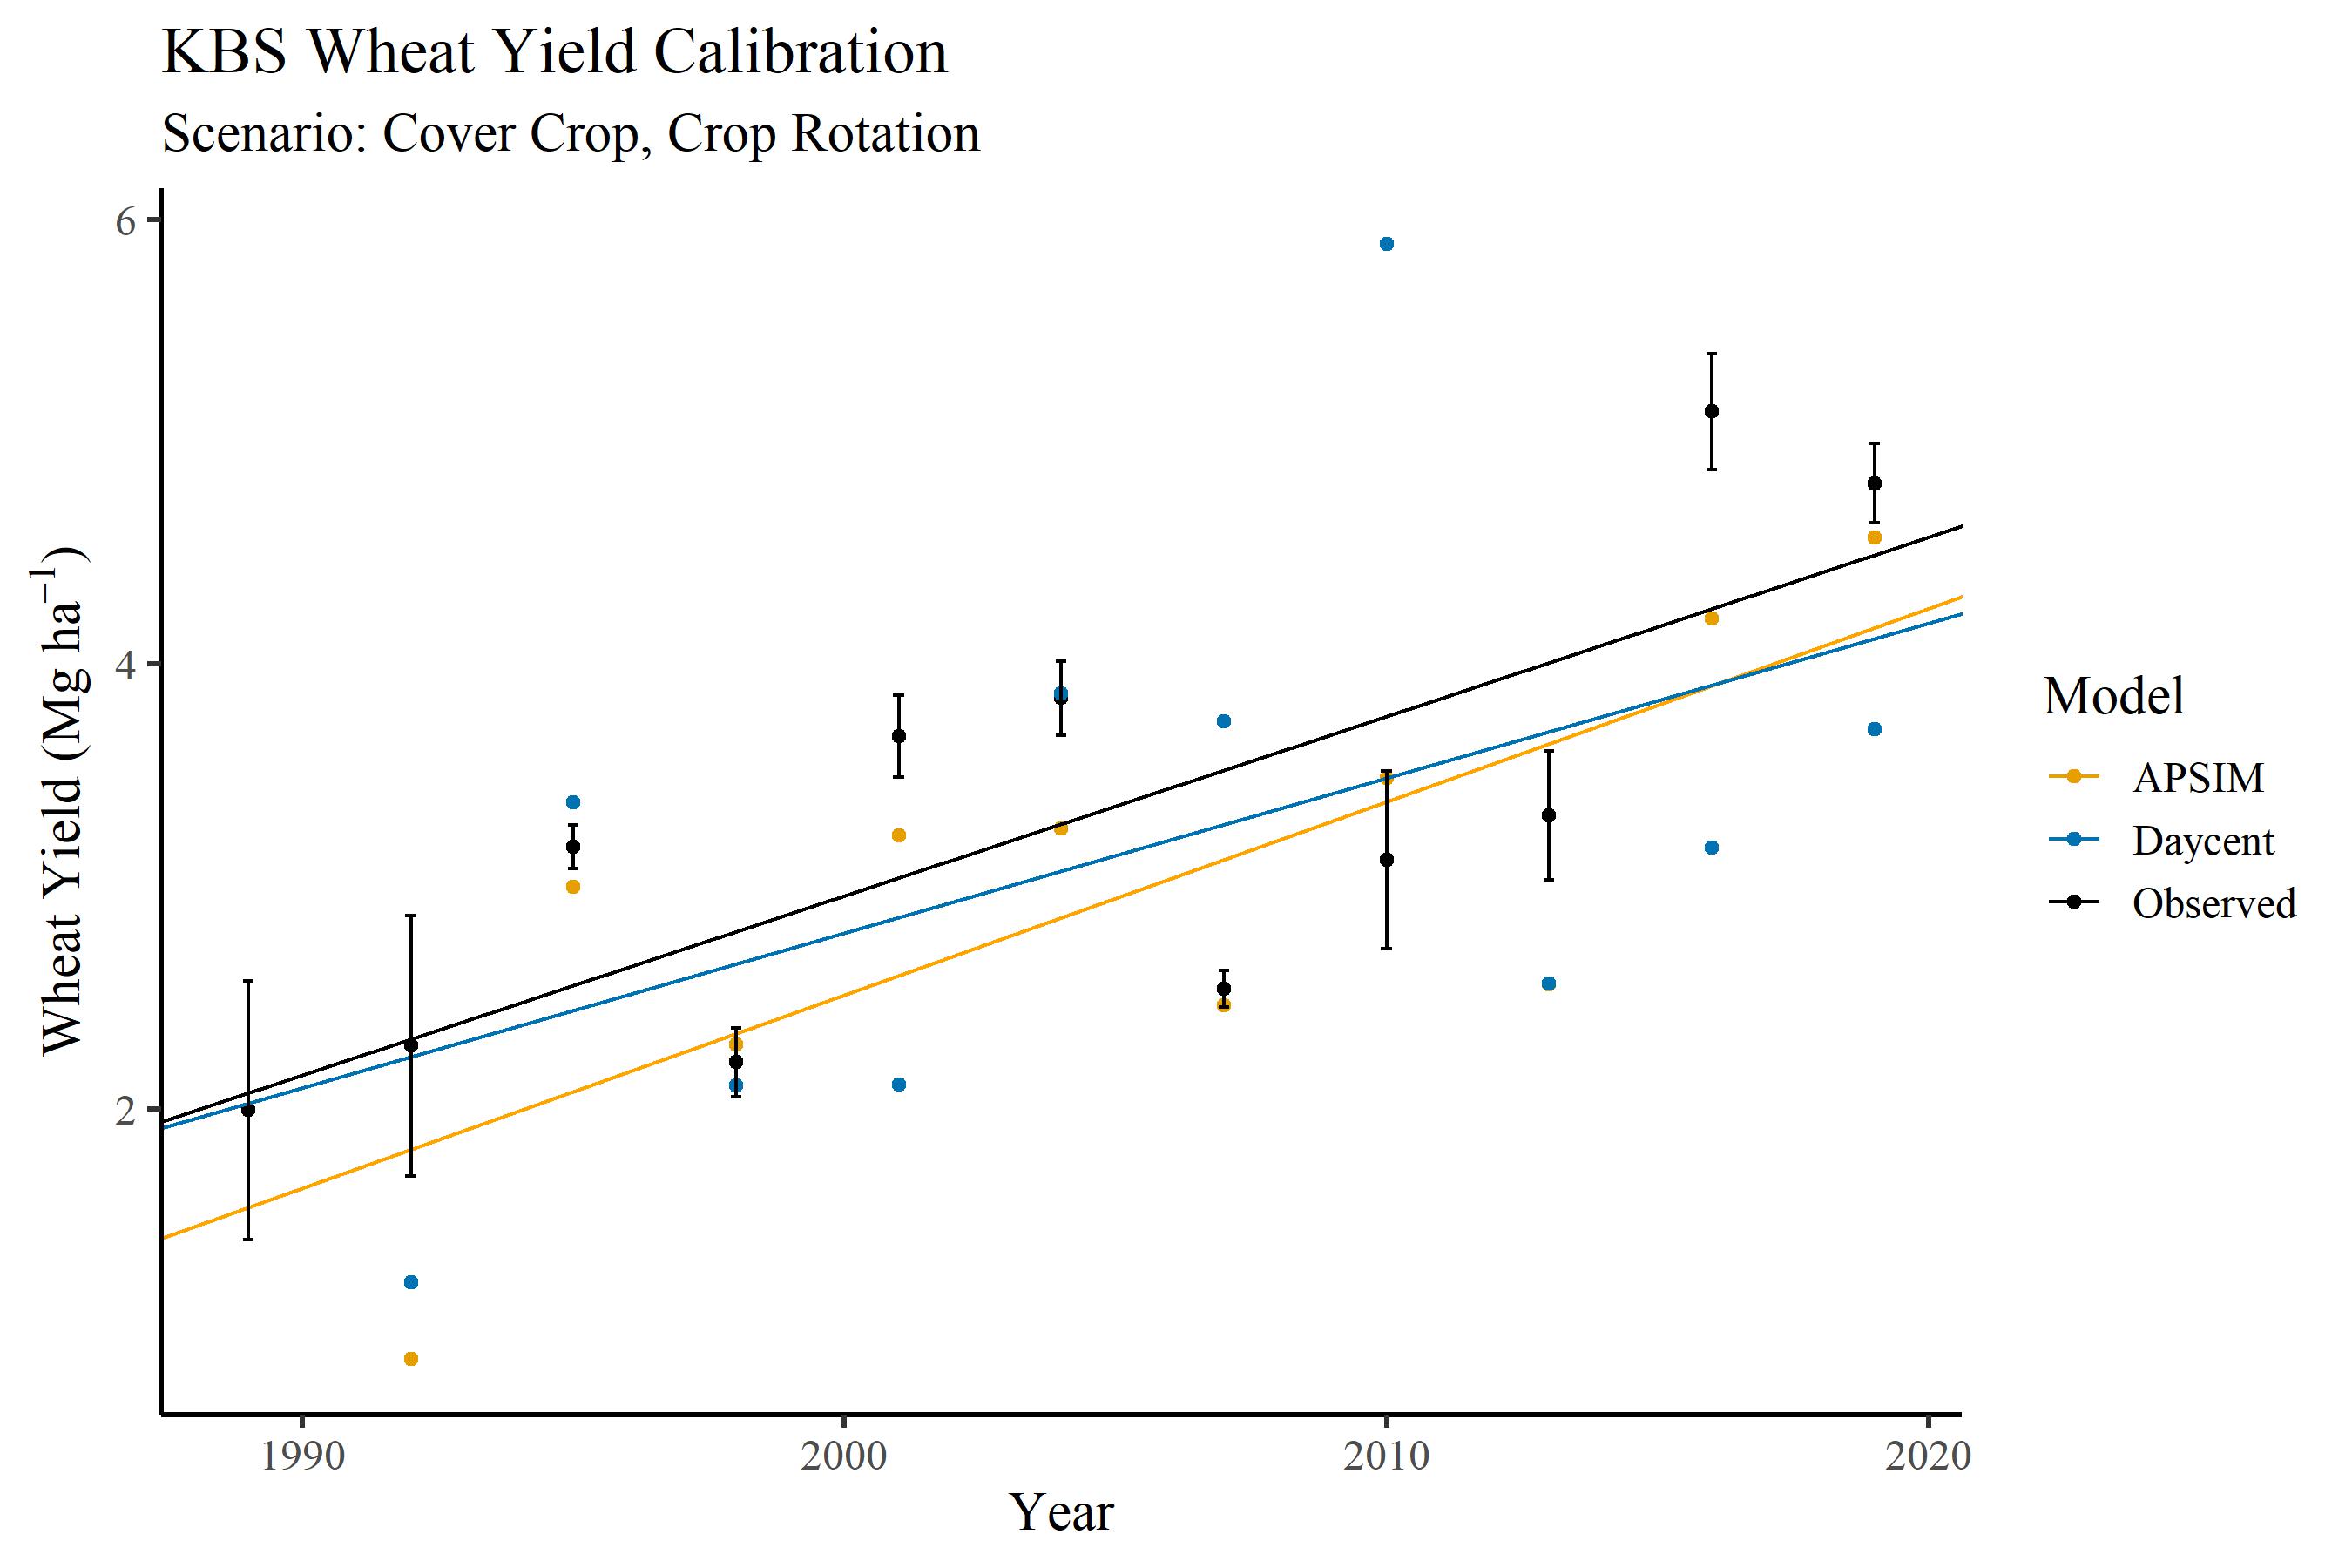 KBS Wheat Yield Calibration
Scenario: Cover Crop, Crop Rotation
6
4
2
Wheat Yield (Mg ha⁻¹)
1990 2000 2010 2020
Year
Model
APSIM
Daycent
Observed